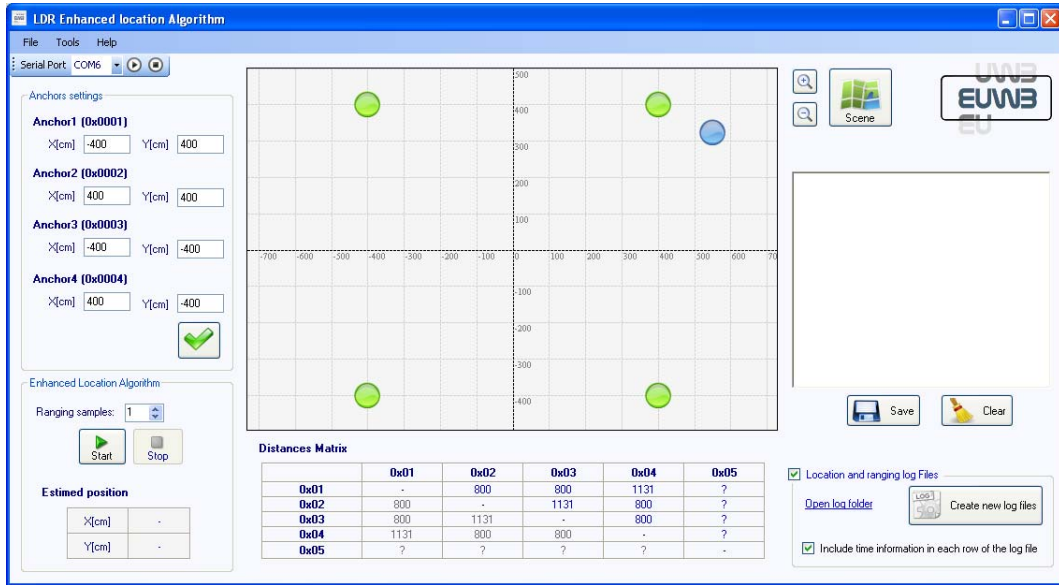 LDR Enhanced location Algorithm
File Tools Help
Serial Port COM6
Anchors settings
Anchor1 (0x0001)
X[cm] -400 Y[cm] 400
Anchor2 (0x0002)
X[cm] 400 Y[cm] 400
Anchor3 (0x0003)
X[cm] -400 Y[cm] -400
Anchor4 (0x0004)
X[cm] 400 Y[cm] -400
Enhanced Location Algorithm
Ranging samples: 1
Start Stop
Estimed position
X[cm] -
Y[cm] -
500
400
300
200
100
-700 -600 -500 -400 -300 -200 -100 0 100 200 300 400 500 600 70
-100
-200
-300
-400
Distances Matrix
0x01 0x02 0x03 0x04 0x05
0x01 - 800 800 1131 ?
0x02 800 - 1131 800 ?
0x03 800 1131 - 800 ?
0x04 1131 800 800 - ?
0x05 ? ? ? ? -
Scene
UWB
EUWB
EU
Save Clear
Location and ranging log Files
Open log folder
LOG
Create new log files
Include time information in each row of the log file